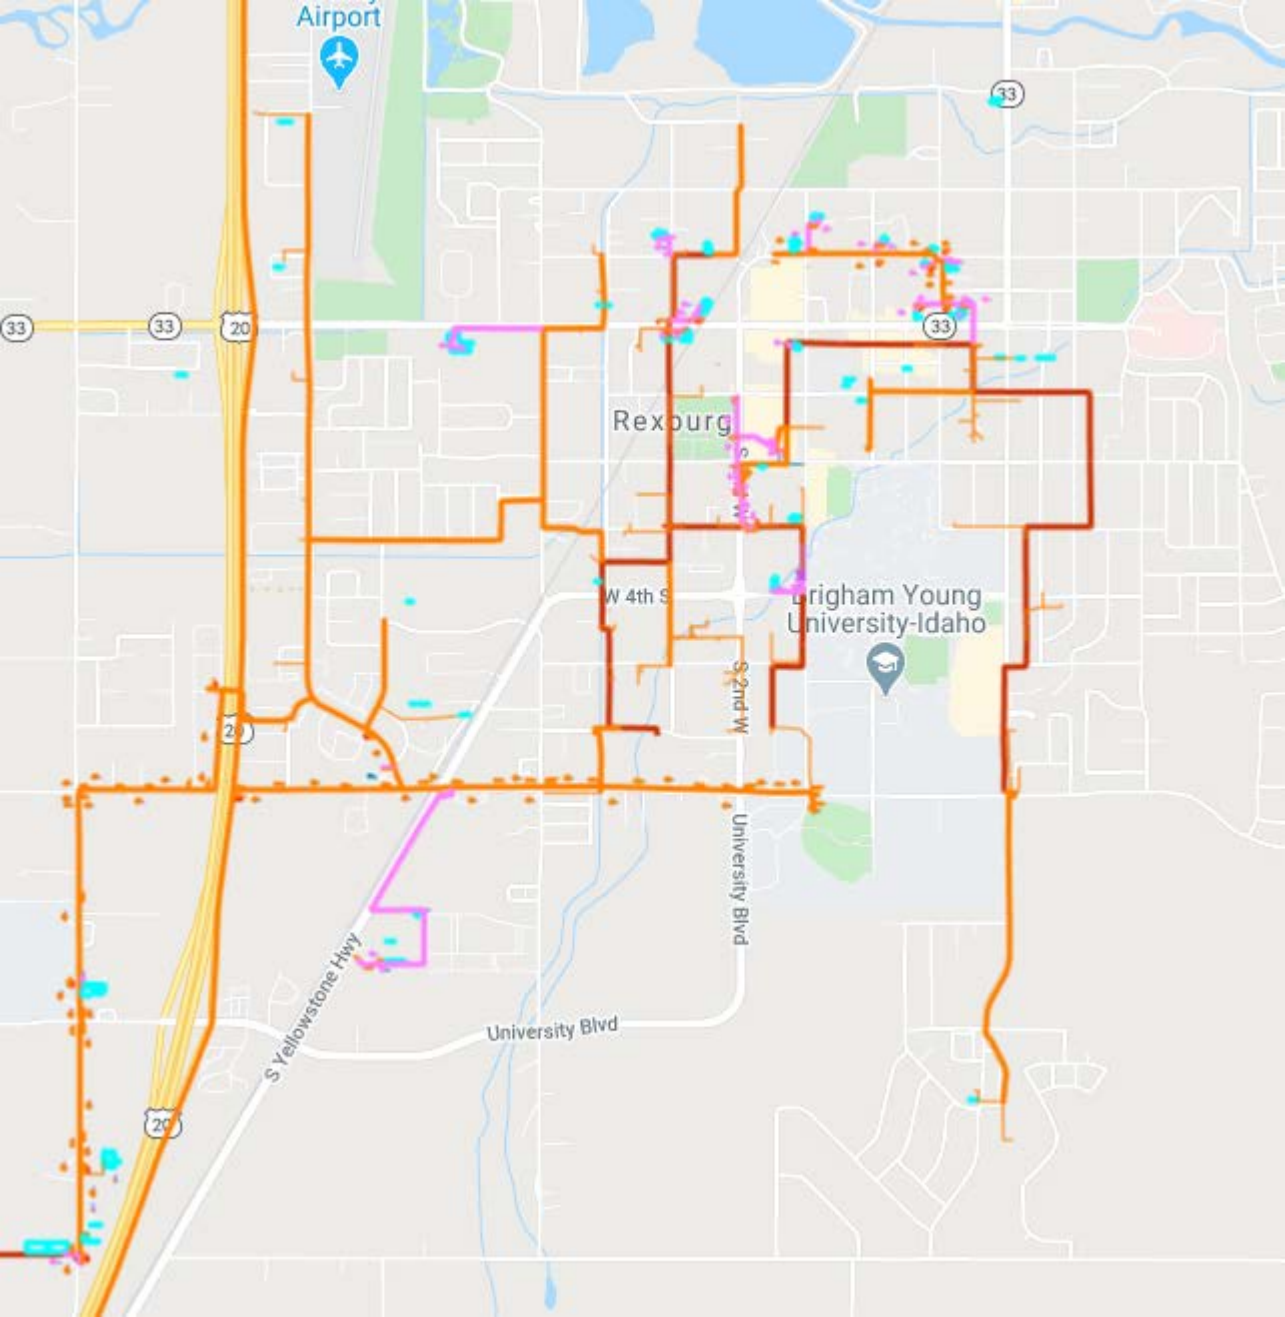 Airport
33
33
33
20
33
Rexburg
S
W
W 4th S
Brigham Young
University-Idaho
S 2nd W
20
University Blvd
S Yellowstone Hwy
University Blvd
20